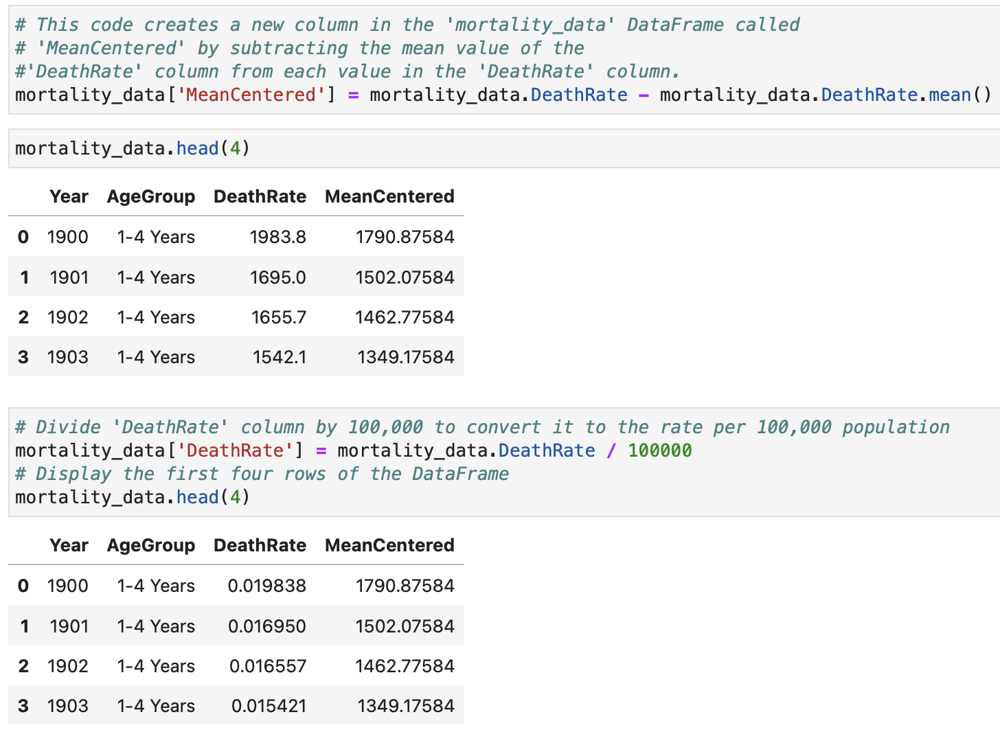 # This code creates a new column in the 'mortality_data' DataFrame called
# 'MeanCentered' by subtracting the mean value of the
#'DeathRate' column from each value in the 'DeathRate' column.
mortality_data['MeanCentered'] = mortality_data.DeathRate - mortality_data.DeathRate.mean()
mortality_data.head(4)
Year AgeGroup DeathRate MeanCentered
0 1900 1-4 Years 1983.8 1790.87584
1 1901 1-4 Years 1695.0 1502.07584
2 1902 1-4 Years 1655.7 1462.77584
3 1903 1-4 Years 1542.1 1349.17584
# Divide 'DeathRate' column by 100,000 to convert it to the rate per 100,000 population
mortality_data['DeathRate'] = mortality_data.DeathRate / 100000
# Display the first four rows of the DataFrame
mortality_data.head(4)
Year AgeGroup DeathRate MeanCentered
0 1900 1-4 Years 0.019838 1790.87584
1 1901 1-4 Years 0.016950 1502.07584
2 1902 1-4 Years 0.016557 1462.77584
3 1903 1-4 Years 0.015421 1349.17584